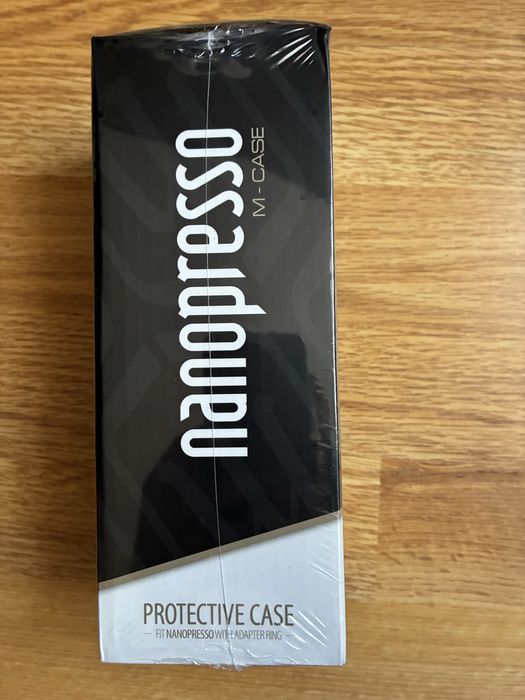 nanopresso
M - CASE
PROTECTIVE CASE
FIT NANOPRESSO WITH ADAPTER RING